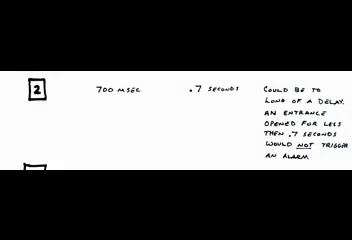 2 700 MSEC .7 SECONDS COULD BE TO
LONG OF A DELAY.
AN ENTRANCE
OPENED FOR LESS
THEN .7 SECONDS
WOULD NOT TRIGGER
AN ALARM